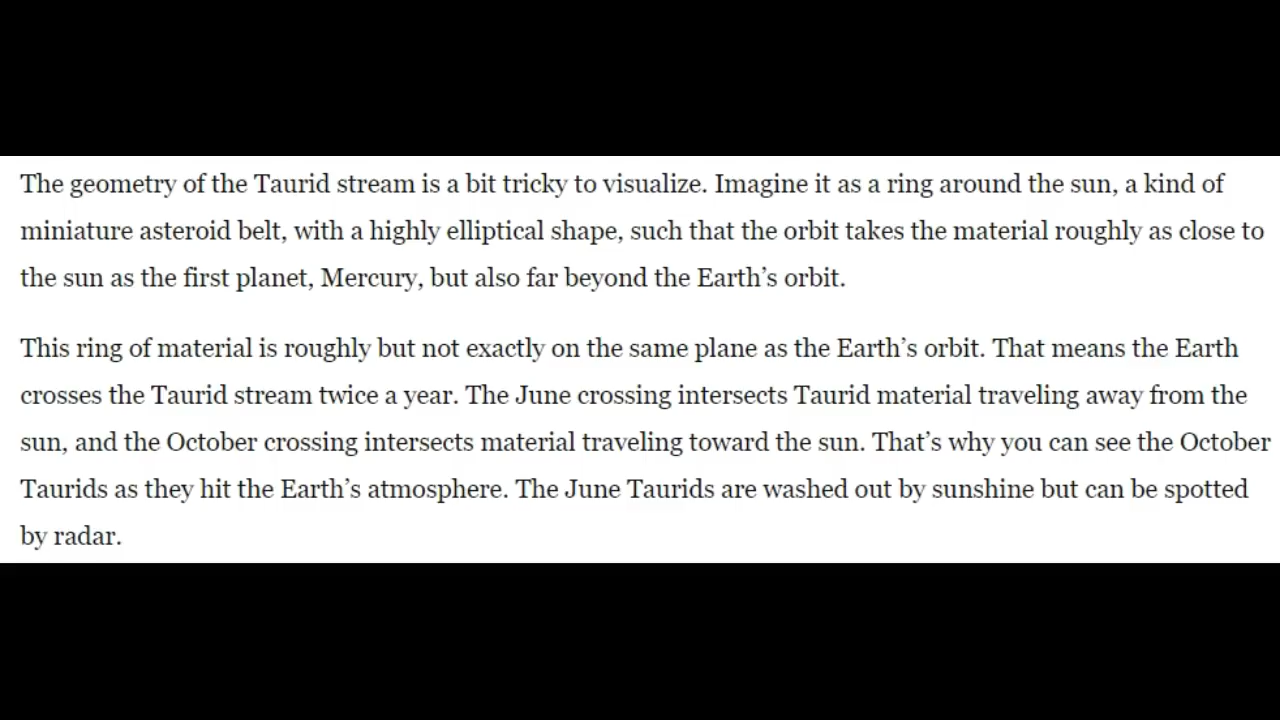 The geometry of the Taurid stream is a bit tricky to visualize. Imagine it as a ring around the sun, a kind of
miniature asteroid belt, with a highly elliptical shape, such that the orbit takes the material roughly as close to
the sun as the first planet, Mercury, but also far beyond the Earth’s orbit.
This ring of material is roughly but not exactly on the same plane as the Earth’s orbit. That means the Earth
crosses the Taurid stream twice a year. The June crossing intersects Taurid material traveling away from the
sun, and the October crossing intersects material traveling toward the sun. That’s why you can see the October
Taurids as they hit the Earth’s atmosphere. The June Taurids are washed out by sunshine but can be spotted
by radar.